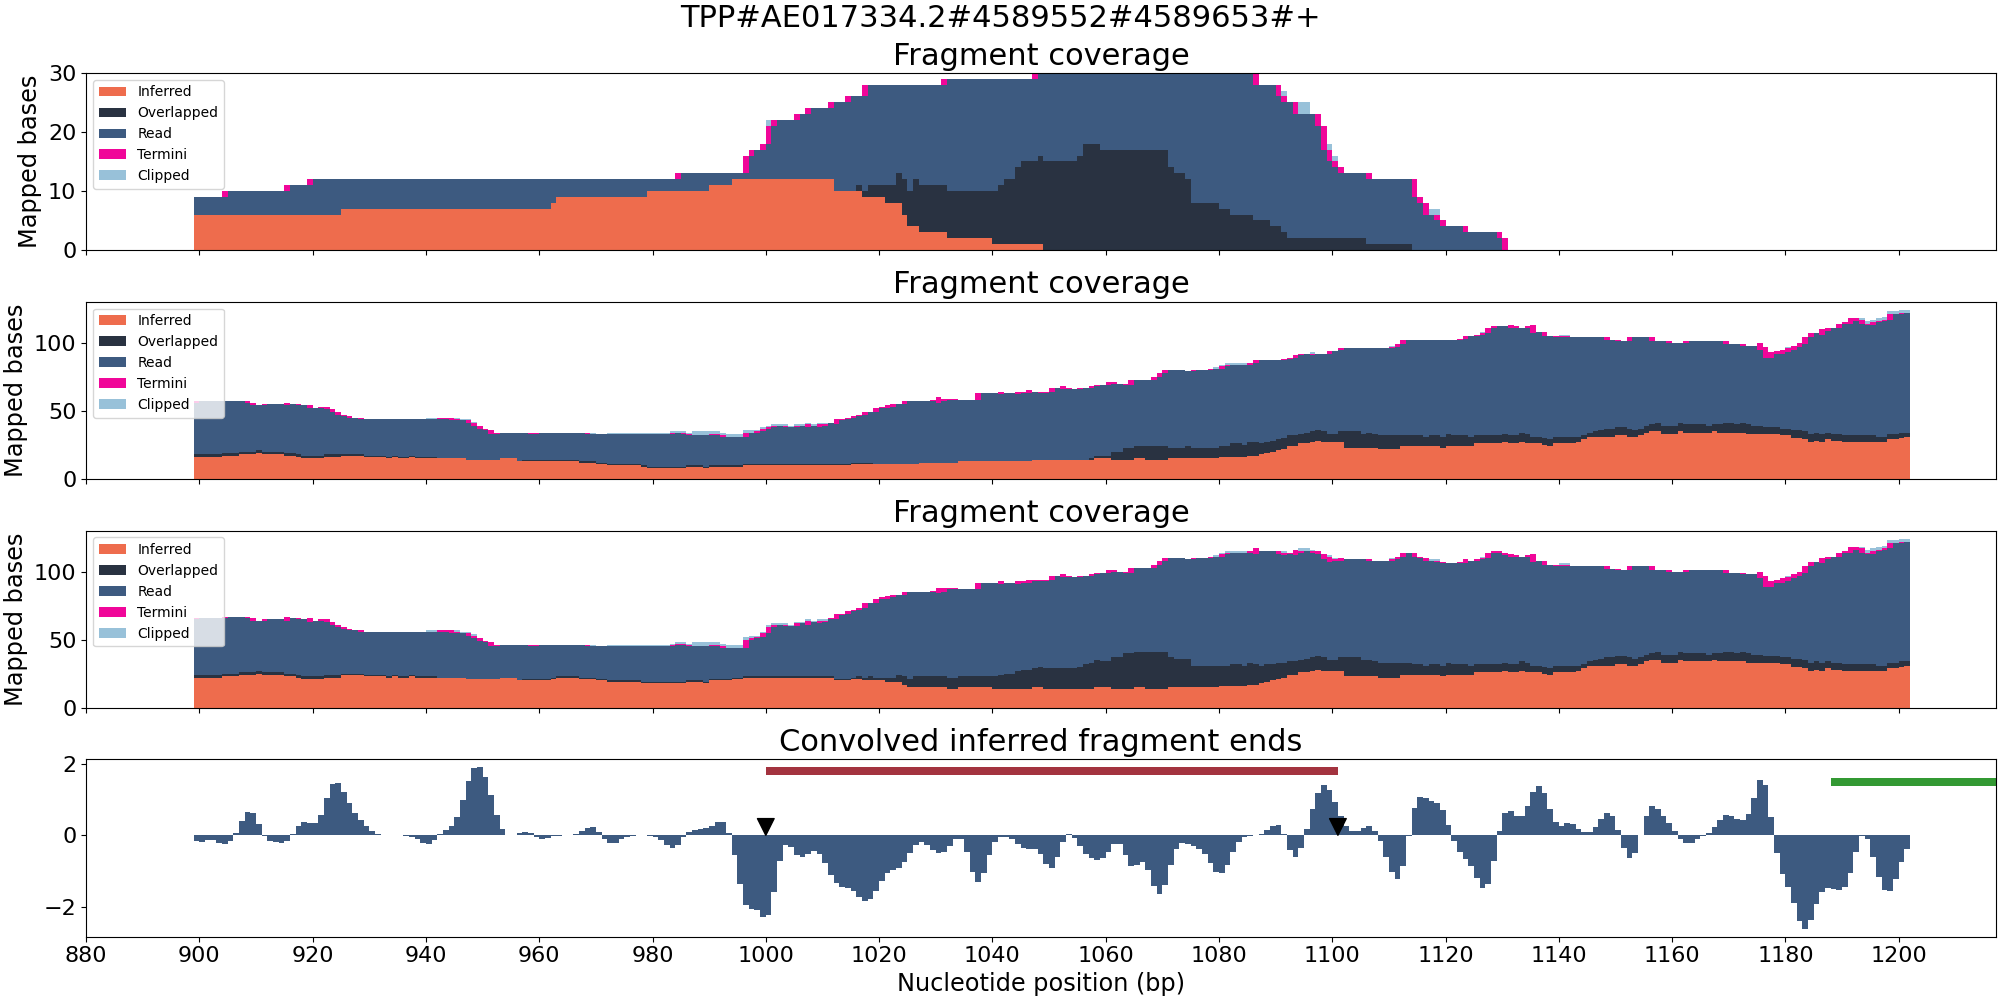 TPP#AE017334.2#4589552#4589653#+
Fragment coverage
Mapped bases
30
20
10
0
Inferred
Overlapped
Read
Termini
Clipped
Fragment coverage
Mapped bases
100
50
0
Inferred
Overlapped
Read
Termini
Clipped
Fragment coverage
Mapped bases
100
50
0
Inferred
Overlapped
Read
Termini
Clipped
Convolved inferred fragment ends
2
0
−2
880 900 920 940 960 980 1000 1020 1040 1060 1080 1100 1120 1140 1160 1180 1200
Nucleotide position (bp)